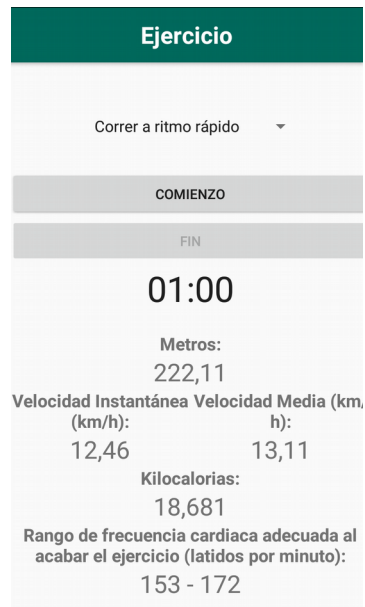 Ejercicio
Correr a ritmo rápido
COMIENZO
FIN
01:00
Metros:
222,11
Velocidad Instantánea Velocidad Media (km/
(km/h): h):
12,46 13,11
Kilocalorias:
18,681
Rango de frecuencia cardiaca adecuada al
acabar el ejercicio (latidos por minuto):
153 - 172